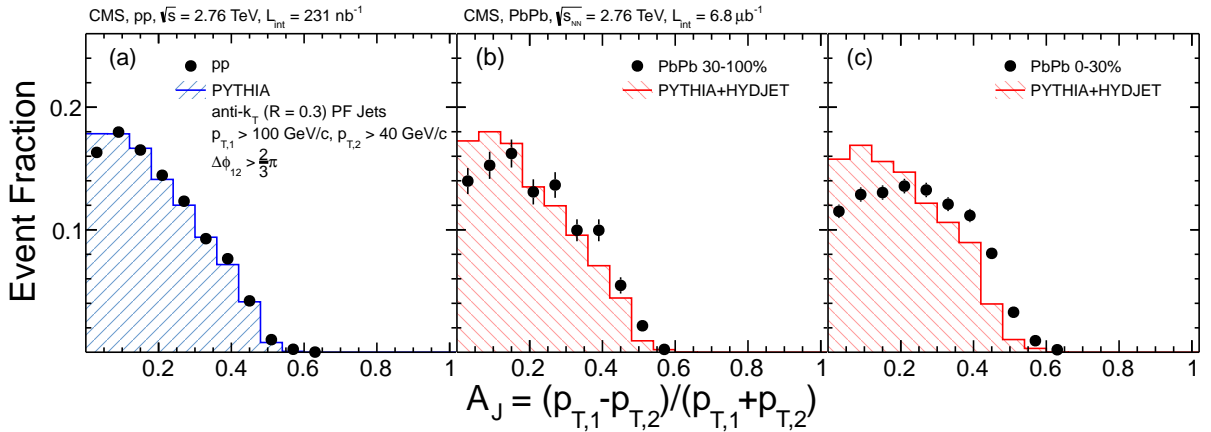 CMS, pp, √s = 2.76 TeV, L_int = 231 nb⁻¹
CMS, PbPb, √s_NN = 2.76 TeV, L_int = 6.8 μb⁻¹
(a)
pp
PYTHIA
anti-k_T (R = 0.3) PF Jets
p_T,1 > 100 GeV/c, p_T,2 > 40 GeV/c
Δϕ_12 > 2/3 π
(b)
PbPb 30-100%
PYTHIA+HYDJET
(c)
PbPb 0-30%
PYTHIA+HYDJET
Event Fraction
0.2
0.1
0.2 0.4 0.6 0.8 1
0.2 0.4 0.6 0.8 1
0.2 0.4 0.6 0.8 1
A_J = (p_T,1-p_T,2)/(p_T,1+p_T,2)